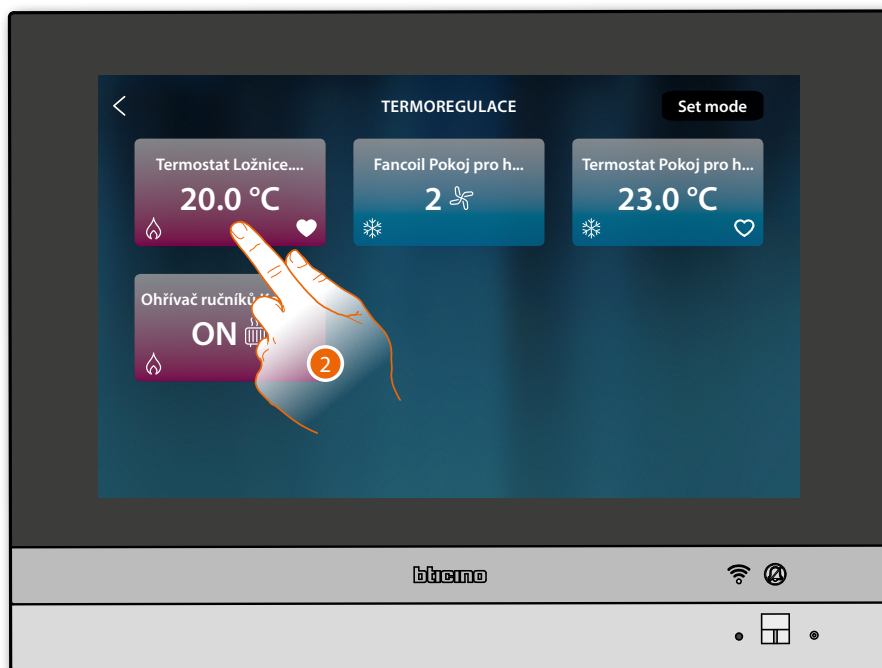 TERMOREGULACE
Set mode
Termostat Ložnice....
20.0 °C
Fancoil Pokoj pro h...
2
Termostat Pokoj pro h...
23.0 °C
Ohřívač ručníků
ON
2
bticino